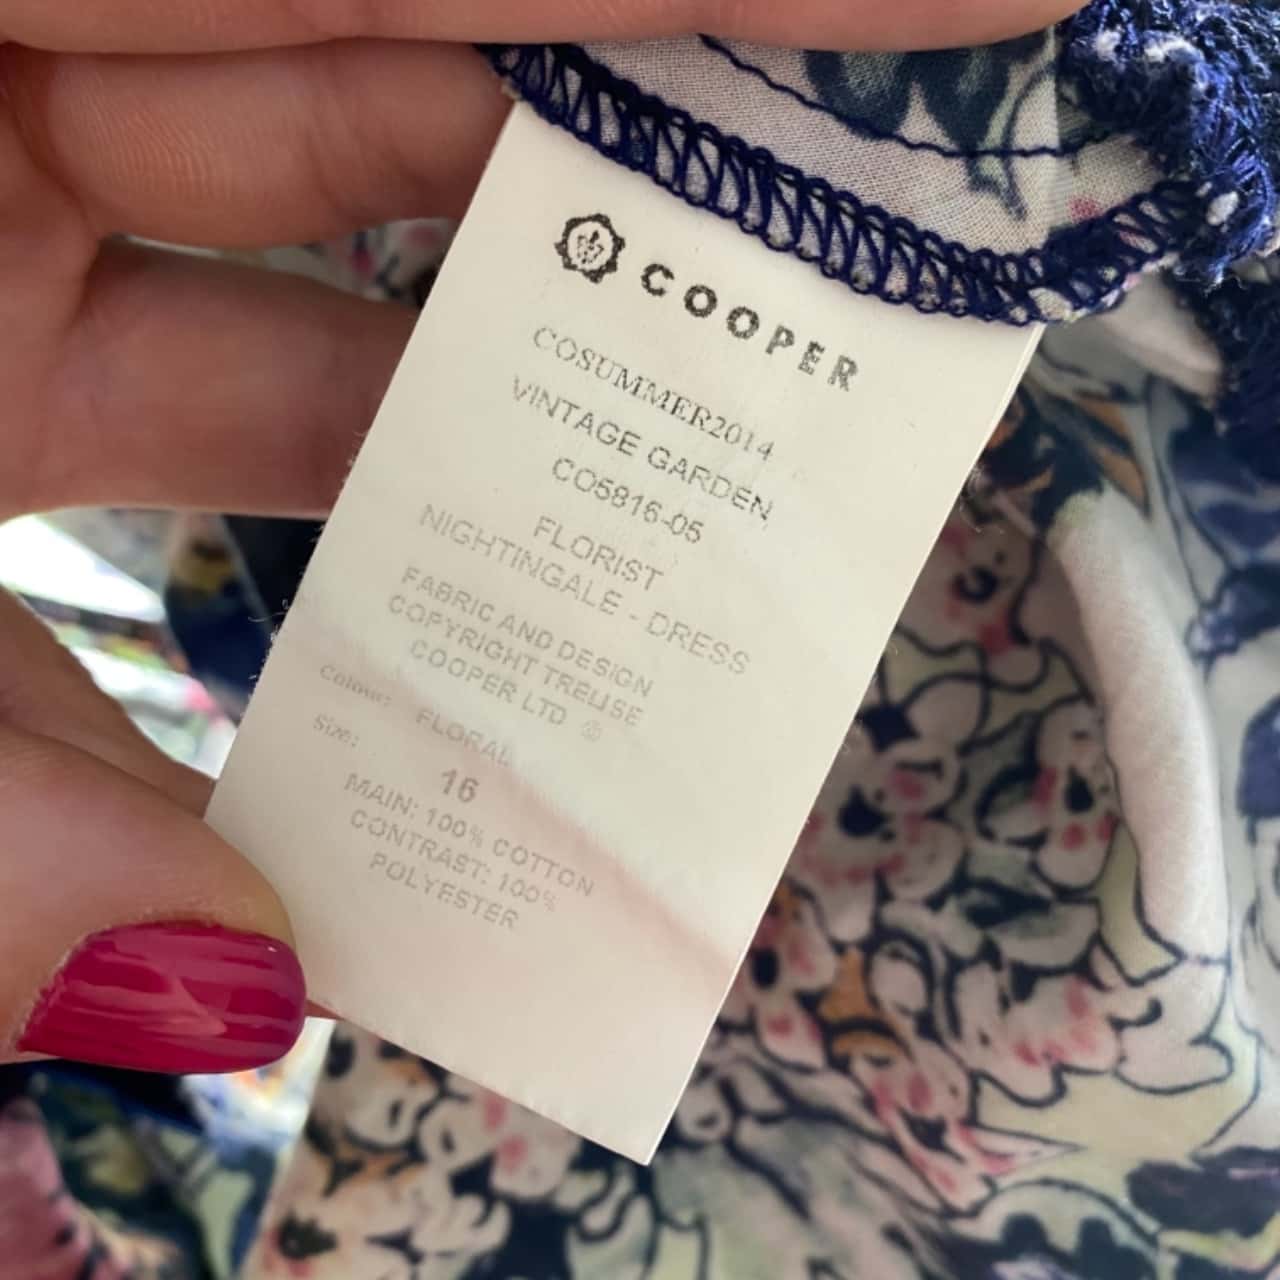 COOPER
COSUMMER2014
VINTAGE GARDEN
CO5816-05
FLORIST
NIGHTINGALE - DRESS
FABRIC AND DESIGN
COPYRIGHT TRELISE
COOPER LTD ©
Colour: FLORAL
Size: 16
MAIN: 100% COTTON
CONTRAST: 100%
POLYESTER